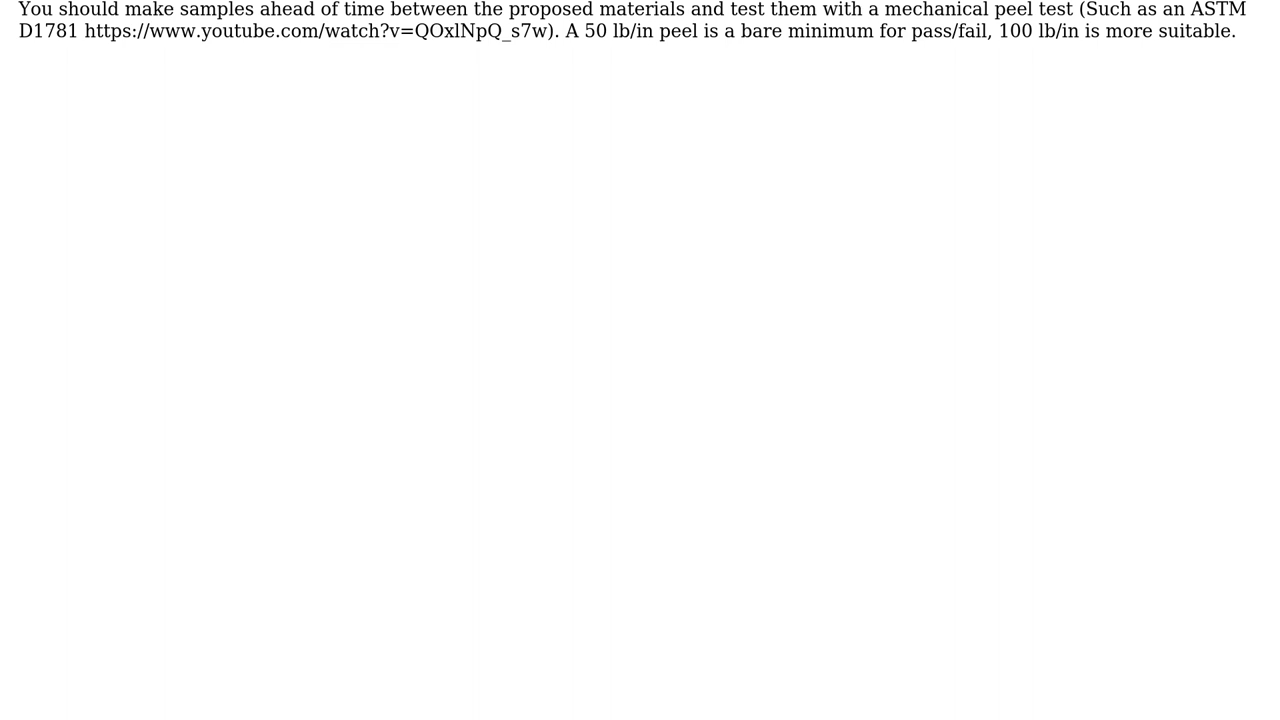 You should make samples ahead of time between the proposed materials and test them with a mechanical peel test (Such as an ASTM
D1781 https://www.youtube.com/watch?v=QOxlNpQ_s7w). A 50 lb/in peel is a bare minimum for pass/fail, 100 lb/in is more suitable.